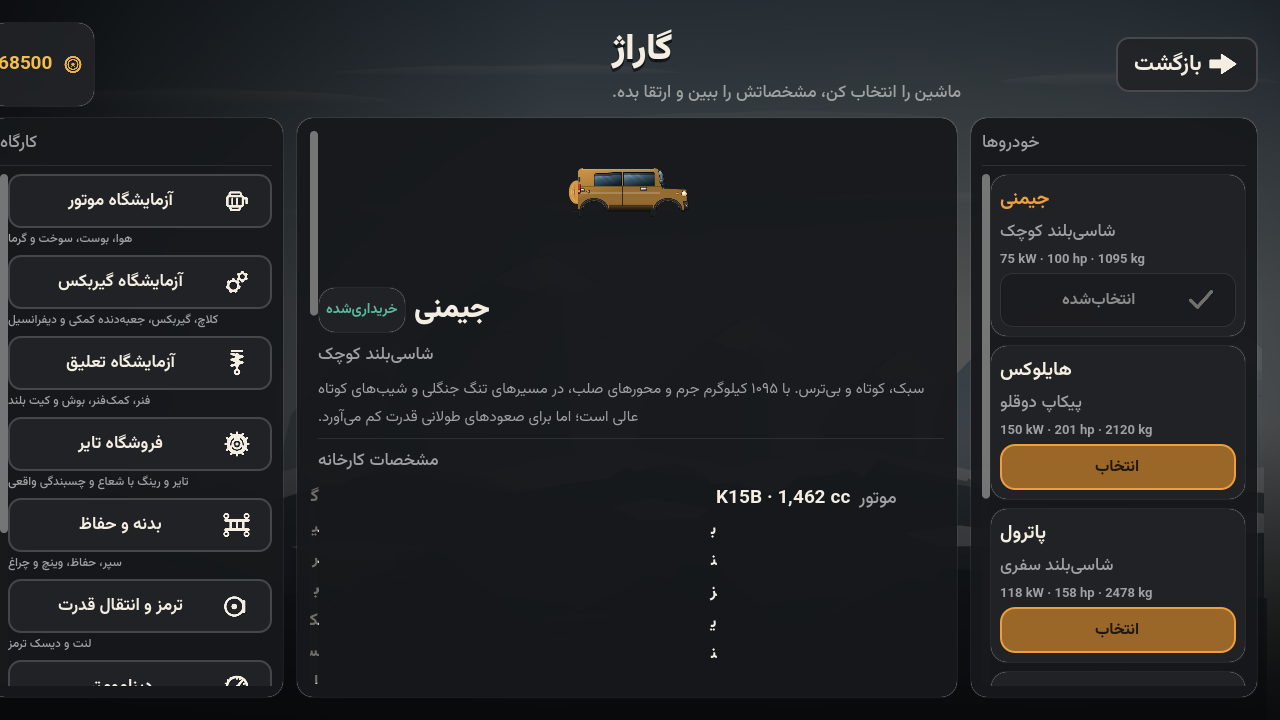 بازگشت
گاراژ
ماشین را انتخاب کن، مشخصاتش را ببین و ارتقا بده.
68500
خودروها
جیمنی
شاسی‌بلند کوچک
75 kW · 100 hp · 1095 kg
انتخاب‌شده
هایلوکس
پیکاپ دوقلو
150 kW · 201 hp · 2120 kg
انتخاب
پاترول
شاسی‌بلند سفری
118 kW · 158 hp · 2478 kg
انتخاب
جیمنی
خریداری‌شده
شاسی‌بلند کوچک
سبک، کوتاه و بی‌ترس. با ۱۰۹۵ کیلوگرم جرم و محورهای صلب، در مسیرهای تنگ جنگلی و شیب‌های کوتاه
عالی است؛ اما برای صعودهای طولانی قدرت کم می‌آورد.
مشخصات کارخانه
موتور K15B · 1,462 cc
ب
ن
ز
ی
ن
گ
ی
ر
ب
ک
س
کارگاه
آزمایشگاه موتور
هوا، بوست، سوخت و گرما
آزمایشگاه گیربکس
کلاچ، گیربکس، جعبه‌دنده کمکی و دیفرانسیل
آزمایشگاه تعلیق
فنر، کمک‌فنر، بوش و کیت بلند
فروشگاه تایر
تایر و رینگ با شعاع و چسبندگی واقعی
بدنه و حفاظ
سپر، حفاظ، وینچ و چراغ
ترمز و انتقال قدرت
لنت و دیسک ترمز